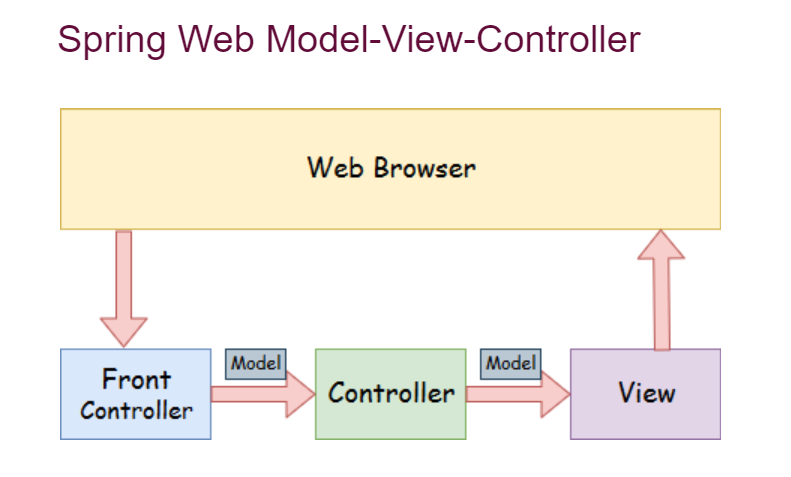 Spring Web Model-View-Controller
Web Browser
Front
Controller
Model
Controller
Model
View